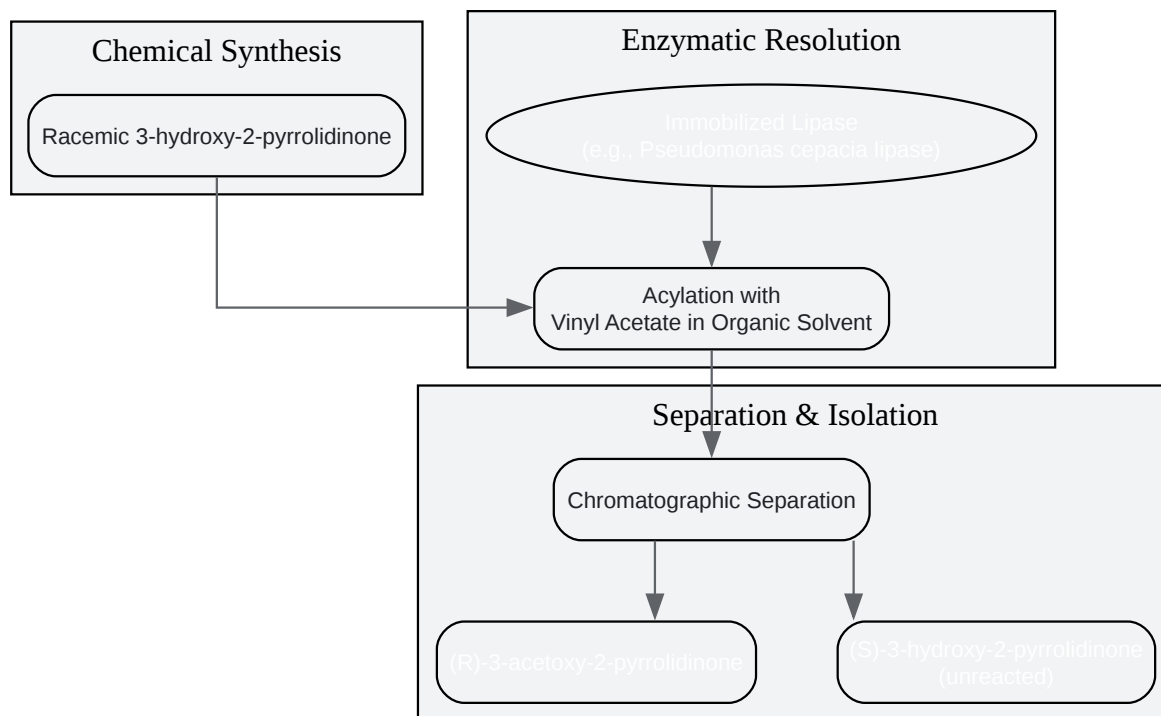 Chemical Synthesis
Racemic 3-hydroxy-2-pyrrolidinone
Enzymatic Resolution
Immobilized Lipase
(e.g., Pseudomonas cepacia lipase)
Acylation with
Vinyl Acetate in Organic Solvent
Separation & Isolation
Chromatographic Separation
(R)-3-acetoxy-2-pyrrolidinone
(S)-3-hydroxy-2-pyrrolidinone
(unreacted)